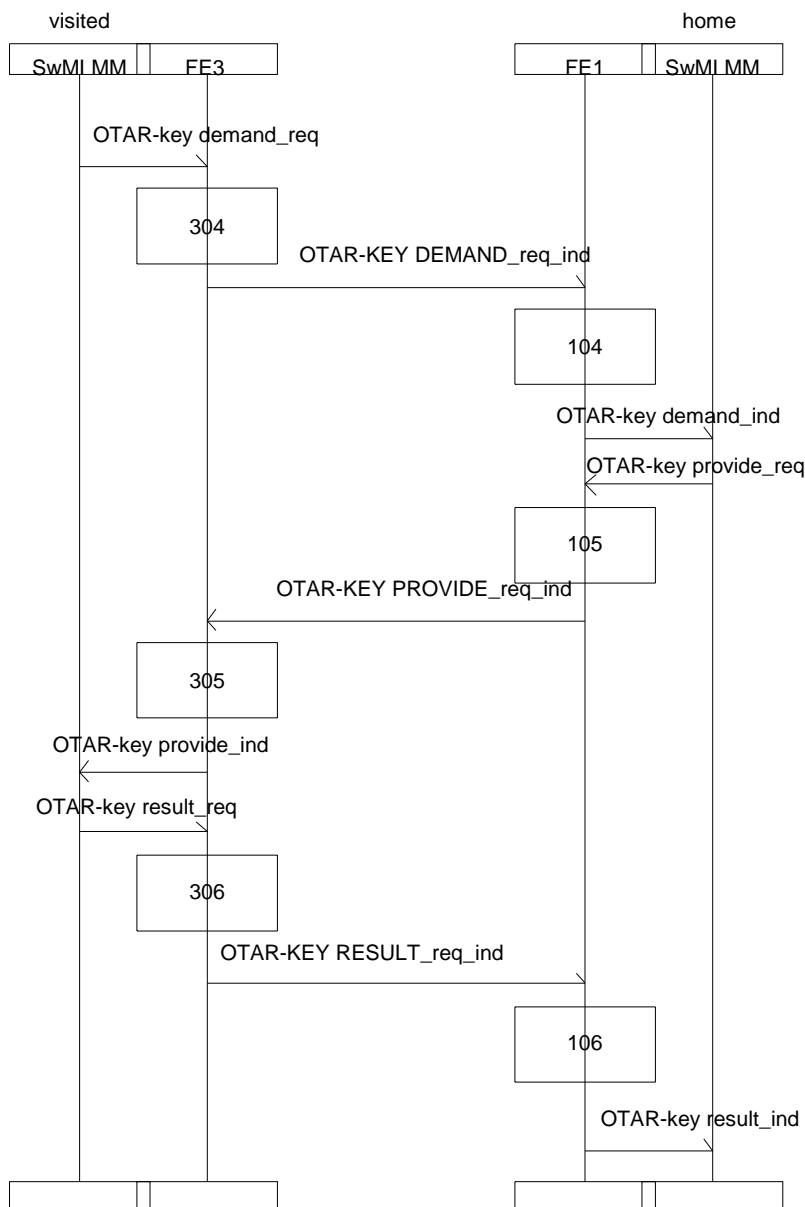 visited
home
SwMI MM
FE3
FE1
SwMI MM
OTAR-key demand_req
304
OTAR-KEY DEMAND_req_ind
104
OTAR-key demand_ind
OTAR-key provide_req
105
OTAR-KEY PROVIDE_req_ind
305
OTAR-key provide_ind
OTAR-key result_req
306
OTAR-KEY RESULT_req_ind
106
OTAR-key result_ind